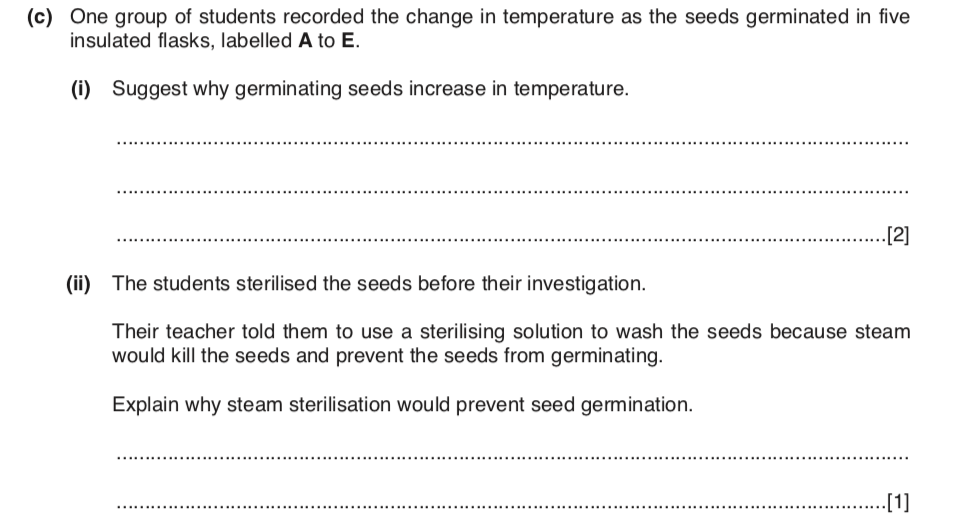 (c) One group of students recorded the change in temperature as the seeds germinated in five
insulated flasks, labelled A to E.
(i) Suggest why germinating seeds increase in temperature.
..........................................................................................................................................
..........................................................................................................................................
......................................................................................................................................[2]
(ii) The students sterilised the seeds before their investigation.
Their teacher told them to use a sterilising solution to wash the seeds because steam
would kill the seeds and prevent the seeds from germinating.
Explain why steam sterilisation would prevent seed germination.
..........................................................................................................................................
......................................................................................................................................[1]